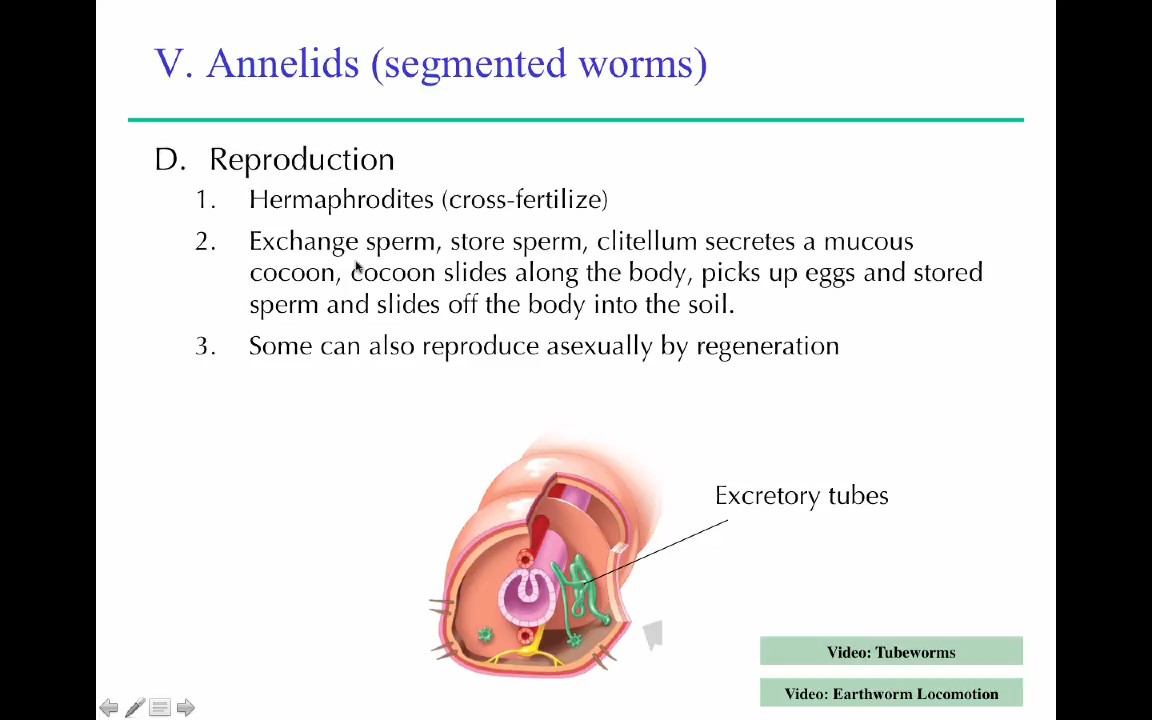 V. Annelids (segmented worms)
D. Reproduction
1. Hermaphrodites (cross-fertilize)
2. Exchange sperm, store sperm, clitellum secretes a mucous
cocoon, cocoon slides along the body, picks up eggs and stored
sperm and slides off the body into the soil.
3. Some can also reproduce asexually by regeneration
Excretory tubes
Video: Tubeworms
Video: Earthworm Locomotion